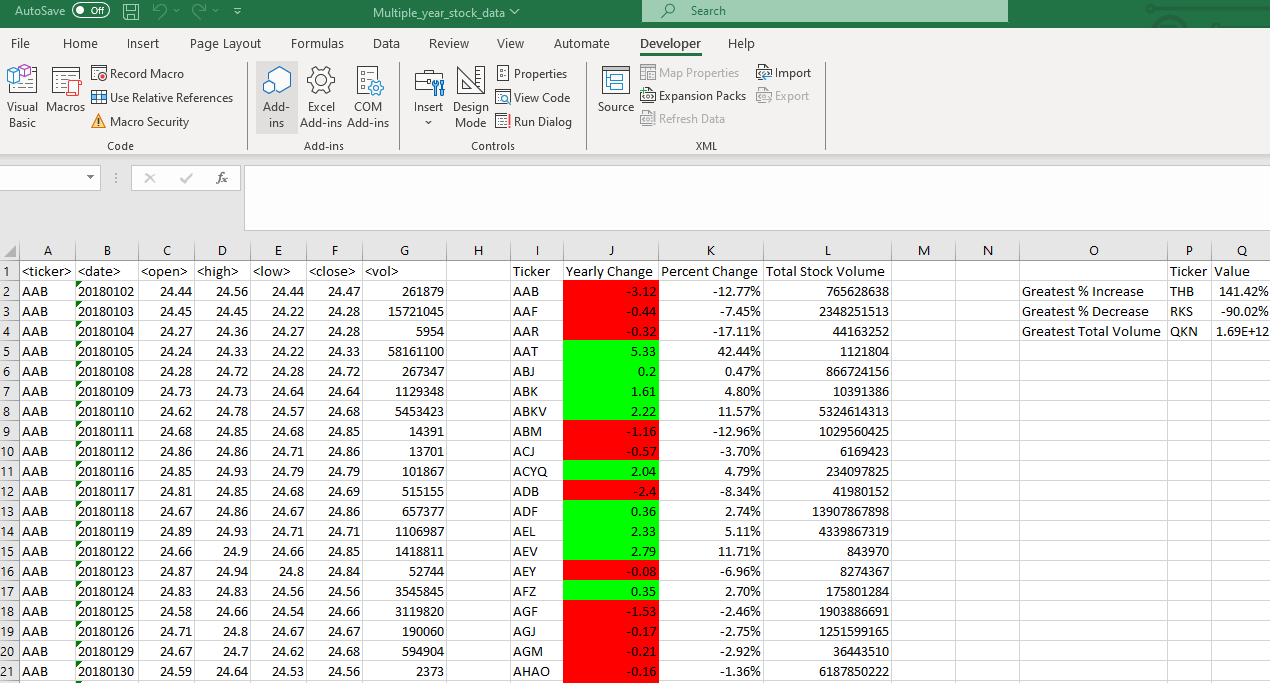 AutoSave Off Multiple_year_stock_data Search
File Home Insert Page Layout Formulas Data Review View Automate Developer Help
Visual Basic
Macros
Record Macro
Use Relative References
Macro Security
Code
Add-ins
Excel Add-ins
COM Add-ins
Add-ins
Insert
Design Mode
Properties
View Code
Run Dialog
Controls
Source
Map Properties
Expansion Packs
Refresh Data
Import
Export
XML
fx
A B C D E F G H I J K L M N O P Q
1 <ticker> <date> <open> <high> <low> <close> <vol> Ticker Yearly Change Percent Change Total Stock Volume Ticker Value
2 AAB 20180102 24.44 24.56 24.44 24.47 261879 AAB -3.12 -12.77% 765628638 Greatest % Increase THB 141.42%
3 AAB 20180103 24.45 24.45 24.22 24.28 15721045 AAF -0.44 -7.45% 2348251513 Greatest % Decrease RKS -90.02%
4 AAB 20180104 24.27 24.36 24.27 24.28 5954 AAR -0.32 -17.11% 44163252 Greatest Total Volume QKN 1.69E+12
5 AAB 20180105 24.24 24.33 24.22 24.33 58161100 AAT 5.33 42.44% 1121804
6 AAB 20180108 24.28 24.72 24.28 24.72 267347 ABJ 0.2 0.47% 866724156
7 AAB 20180109 24.73 24.73 24.64 24.64 1129348 ABK 1.61 4.80% 10391386
8 AAB 20180110 24.62 24.78 24.57 24.68 5453423 ABKV 2.22 11.57% 5324614313
9 AAB 20180111 24.68 24.85 24.68 24.85 14391 ABM -1.16 -12.96% 1029560425
10 AAB 20180112 24.86 24.86 24.71 24.86 13701 ACJ -0.57 -3.70% 6169423
11 AAB 20180116 24.85 24.93 24.79 24.79 101867 ACYQ 2.04 4.79% 234097825
12 AAB 20180117 24.81 24.85 24.68 24.69 515155 ADB -2.4 -8.34% 41980152
13 AAB 20180118 24.67 24.86 24.67 24.86 657377 ADF 0.36 2.74% 13907867898
14 AAB 20180119 24.89 24.93 24.71 24.71 1106987 AEL 2.33 5.11% 4339867319
15 AAB 20180122 24.66 24.9 24.66 24.85 1418811 AEV 2.79 11.71% 843970
16 AAB 20180123 24.87 24.94 24.8 24.84 52744 AEY -0.08 -6.96% 8274367
17 AAB 20180124 24.83 24.83 24.56 24.56 3545845 AFZ 0.35 2.70% 175801284
18 AAB 20180125 24.58 24.66 24.54 24.66 3119820 AGF -1.53 -2.46% 1903886691
19 AAB 20180126 24.71 24.8 24.67 24.67 190060 AGJ -0.17 -2.75% 1251599165
20 AAB 20180129 24.67 24.7 24.62 24.68 594904 AGM -0.21 -2.92% 36443510
21 AAB 20180130 24.59 24.64 24.53 24.56 2373 AHAO -0.16 -1.36% 6187850222